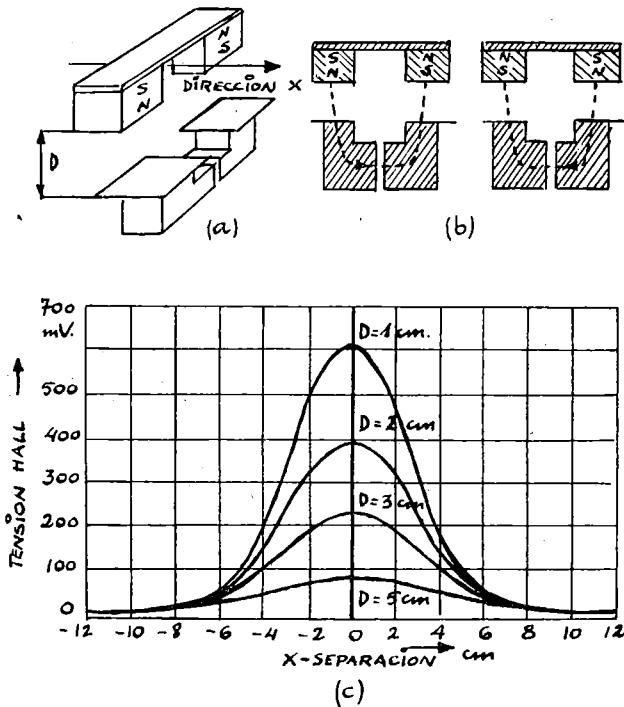 S
N
N
S
DIRECCION X
D
(a)
S
N
N
S
N
S
N
S
(b)
700
mV.
500
400
200
100
0
TENSION HALL
D=1 cm.
D=2 cm
D=3 cm
D=5 cm
-12 -10 -8 -6 -4 -2 0 2 4 6 8 10 12
X-SEPARACION cm
(c)